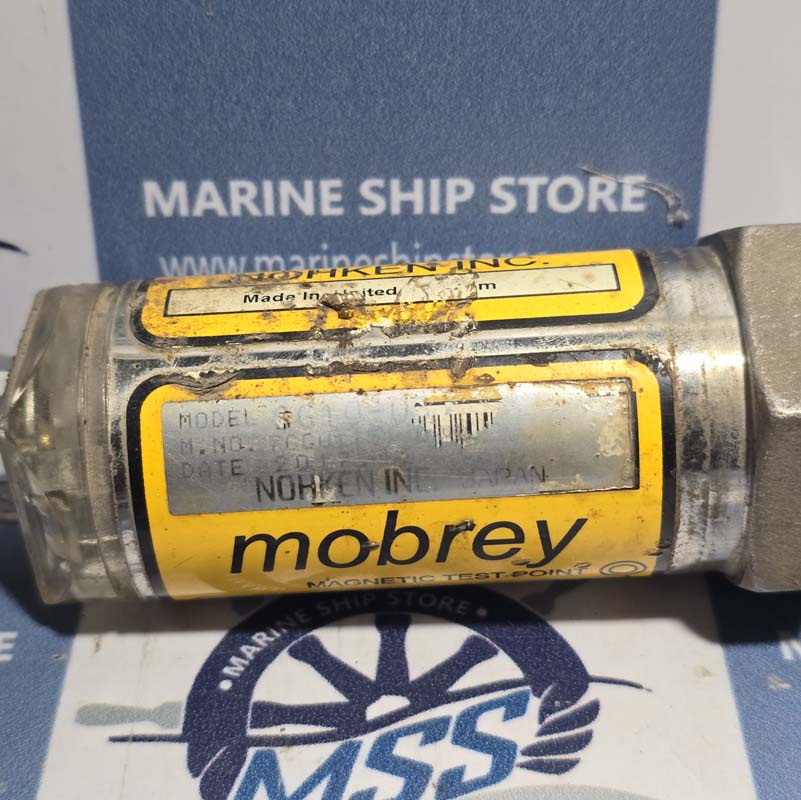 MARINE SHIP STORE
NOHKEN INC.
Made In United
MODEL
M.NO.
DATE
NOHKEN INC. JAPAN
mobrey
MAGNETIC TEST-POINT
• MARINE SHIP STORE •
MSS